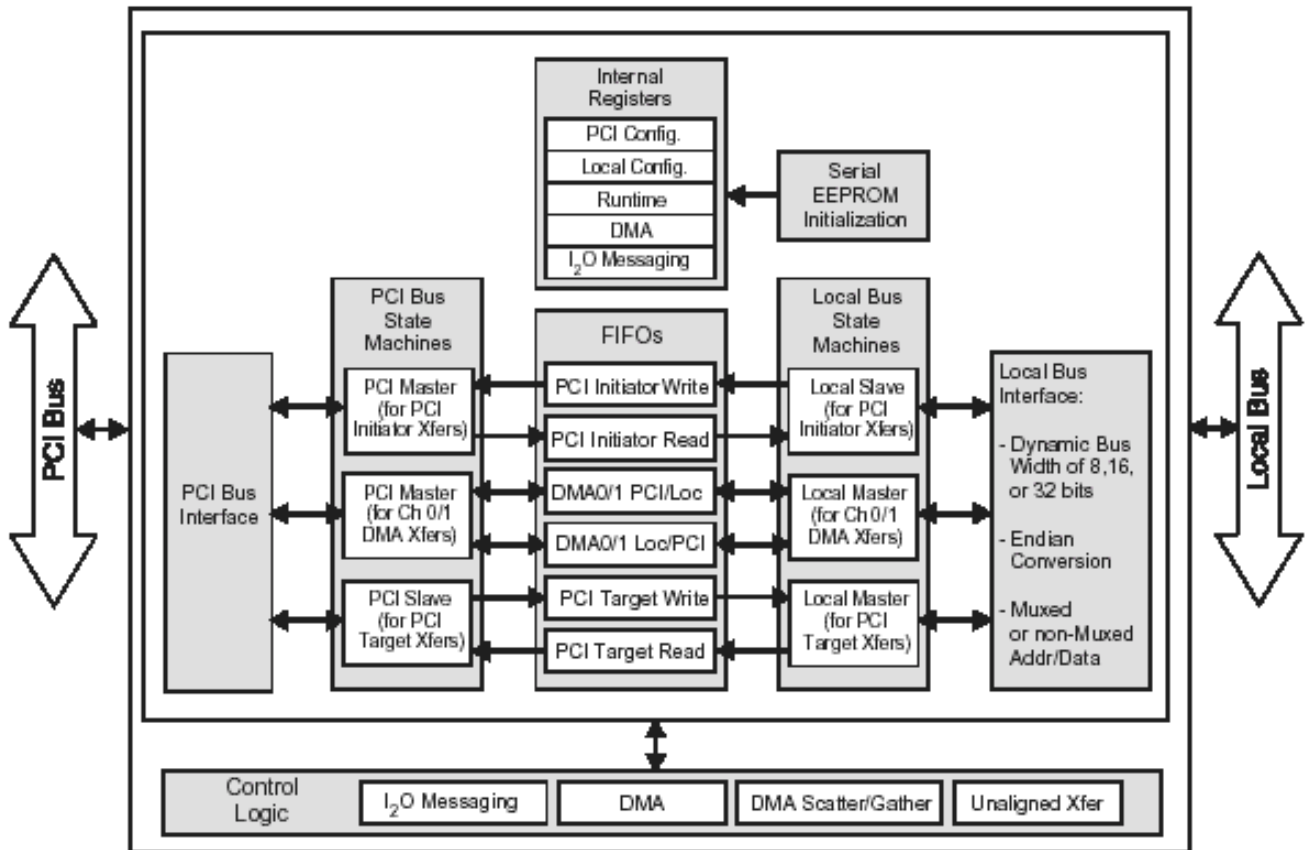 Internal
Registers
PCI Config.
Local Config.
Runtime
DMA
I₂O Messaging
Serial
EEPROM
Initialization
PCI Bus
PCI Bus
Interface
PCI Bus
State
Machines
PCI Master
(for PCI
Initiator Xfers)
PCI Master
(for Ch 0/1
DMA Xfers)
PCI Slave
(for PCI
Target Xfers)
FIFOs
PCI Initiator Write
PCI Initiator Read
DMA0/1 PCI/Loc
DMA0/1 Loc/PCI
PCI Target Write
PCI Target Read
Local Bus
State
Machines
Local Slave
(for PCI
Initiator Xfers)
Local Master
(for Ch 0/1
DMA Xfers)
Local Master
(for PCI
Target Xfers)
Local Bus
Interface:
- Dynamic Bus
Width of 8,16,
or 32 bits
- Endian
Conversion
- Muxed
or non-Muxed
Addr/Data
Local Bus
Control
Logic
I₂O Messaging
DMA
DMA Scatter/Gather
Unaligned Xfer